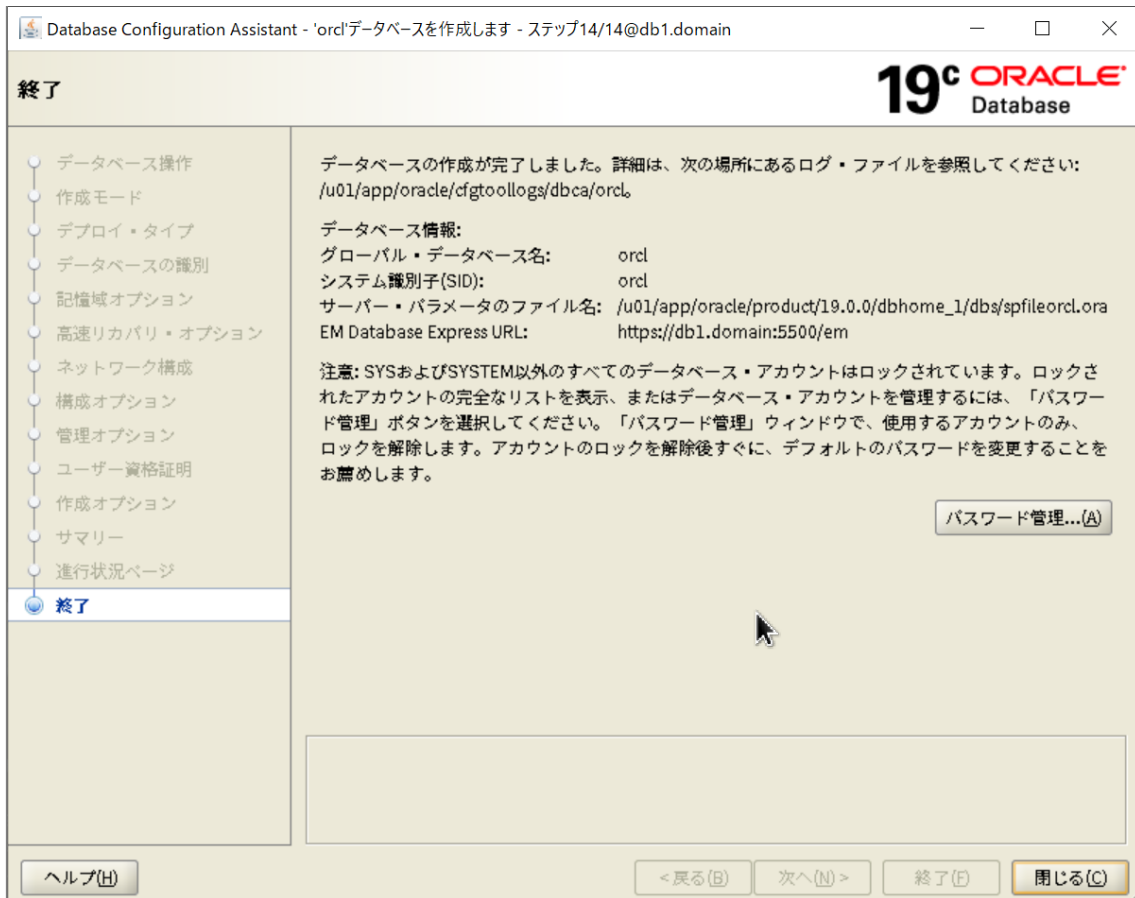 Database Configuration Assistant - 'orcl'データベースを作成します - ステップ14/14@db1.domain
終了
19c ORACLE Database
データベース操作
作成モード
デプロイ・タイプ
データベースの識別
記憶域オプション
高速リカバリ・オプション
ネットワーク構成
構成オプション
管理オプション
ユーザー資格証明
作成オプション
サマリー
進行状況ページ
終了
データベースの作成が完了しました。詳細は、次の場所にあるログ・ファイルを参照してください:
/u01/app/oracle/cfgtoollogs/dbca/orcl。
データベース情報:
グローバル・データベース名: orcl
システム識別子(SID): orcl
サーバー・パラメータのファイル名: /u01/app/oracle/product/19.0.0/dbhome_1/dbs/spfileorcl.ora
EM Database Express URL: https://db1.domain:5500/em
注意: SYSおよびSYSTEM以外のすべてのデータベース・アカウントはロックされています。ロックさ
れたアカウントの完全なリストを表示、またはデータベース・アカウントを管理するには、「パスワー
ド管理」ボタンを選択してください。「パスワード管理」ウィンドウで、使用するアカウントのみ、
ロックを解除します。アカウントのロックを解除後すぐに、デフォルトのパスワードを変更することを
お薦めします。
パスワード管理...(A)
ヘルプ(H)
< 戻る(B)
次へ(N) >
終了(F)
閉じる(C)